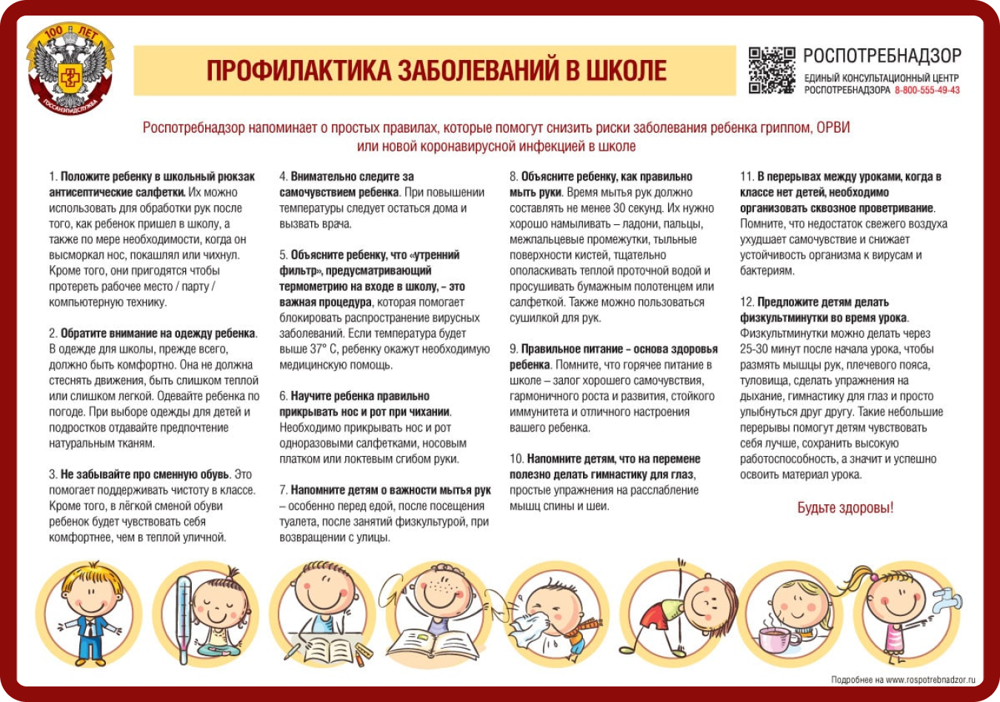 100 ЛЕТ
ГОССАНЭПИДСЛУЖБА
ПРОФИЛАКТИКА ЗАБОЛЕВАНИЙ В ШКОЛЕ
РОСПОТРЕБНАДЗОР
ЕДИНЫЙ КОНСУЛЬТАЦИОННЫЙ ЦЕНТР
РОСПОТРЕБНАДЗОРА 8-800-555-49-43
Роспотребнадзор напоминает о простых правилах, которые помогут снизить риски заболевания ребенка гриппом, ОРВИ
или новой коронавирусной инфекцией в школе
1. Положите ребенку в школьный рюкзак
антисептические салфетки. Их можно
использовать для обработки рук после
того, как ребенок пришел в школу, а
также по мере необходимости, когда он
высморкал нос, покашлял или чихнул.
Кроме того, они пригодятся чтобы
протереть рабочее место / парту /
компьютерную технику.
2. Обратите внимание на одежду ребенка.
В одежде для школы, прежде всего,
должно быть комфортно. Она не должна
стеснять движения, быть слишком теплой
или слишком легкой. Одевайте ребенка по
погоде. При выборе одежды для детей и
подростков отдавайте предпочтение
натуральным тканям.
3. Не забывайте про сменную обувь. Это
помогает поддерживать чистоту в классе.
Кроме того, в лёгкой сменой обуви
ребенок будет чувствовать себя
комфортнее, чем в теплой уличной.
4. Внимательно следите за
самочувствием ребенка. При повышении
температуры следует остаться дома и
вызвать врача.
5. Объясните ребенку, что «утренний
фильтр», предусматривающий
термометрию на входе в школу, – это
важная процедура, которая помогает
блокировать распространение вирусных
заболеваний. Если температура будет
выше 37° С, ребенку окажут необходимую
медицинскую помощь.
6. Научите ребенка правильно
прикрывать нос и рот при чихании.
Необходимо прикрывать нос и рот
одноразовыми салфетками, носовым
платком или локтевым сгибом руки.
7. Напомните детям о важности мытья рук
– особенно перед едой, после посещения
туалета, после занятий физкультурой, при
возвращении с улицы.
8. Объясните ребенку, как правильно
мыть руки. Время мытья рук должно
составлять не менее 30 секунд. Их нужно
хорошо намыливать – ладони, пальцы,
межпальцевые промежутки, тыльные
поверхности кистей, тщательно
ополаскивать теплой проточной водой и
просушивать бумажным полотенцем или
салфеткой. Также можно пользоваться
сушилкой для рук.
9. Правильное питание – основа здоровья
ребенка. Помните, что горячее питание в
школе – залог хорошего самочувствия,
гармоничного роста и развития, стойкого
иммунитета и отличного настроения
вашего ребенка.
10. Напомните детям, что на перемене
полезно делать гимнастику для глаз,
простые упражнения на расслабление
мышц спины и шеи.
11. В перерывах между уроками, когда в
классе нет детей, необходимо
организовать сквозное проветривание.
Помните, что недостаток свежего воздуха
ухудшает самочувствие и снижает
устойчивость организма к вирусам и
бактериям.
12. Предложите детям делать
физкультминутки во время урока.
Физкультминутки можно делать через
25-30 минут после начала урока, чтобы
размять мышцы рук, плечевого пояса,
туловища, сделать упражнения на
дыхание, гимнастику для глаз и просто
улыбнуться друг другу. Такие небольшие
перерывы помогут детям чувствовать
себя лучше, сохранить высокую
работоспособность, а значит и успешно
освоить материал урока.
Будьте здоровы!
Подробнее на www.rospotrebnadzor.ru